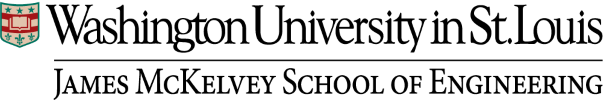 Washington University in St. Louis
JAMES MCKELVEY SCHOOL OF ENGINEERING